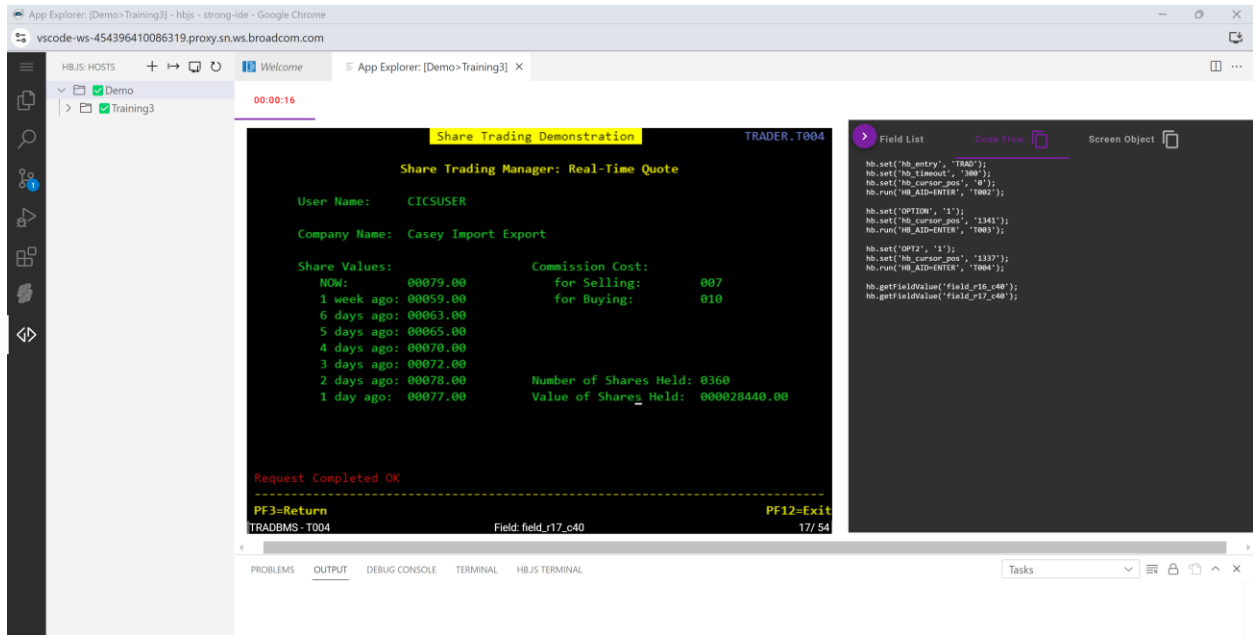 App Explorer: [Demo>Training3] - hbjs - strong-ide - Google Chrome
vscode-ws-454396410086319.proxy.sn.ws.broadcom.com
HBJS: HOSTS
Demo
Training3
1
Welcome
App Explorer: [Demo>Training3]
00:00:16
Share Trading Demonstration TRADER.T004
Share Trading Manager: Real-Time Quote
User Name: CICSUSER
Company Name: Casey Import Export
Share Values: Commission Cost:
NOW: 00079.00 for Selling: 007
1 week ago: 00059.00 for Buying: 010
6 days ago: 00063.00
5 days ago: 00065.00
4 days ago: 00070.00
3 days ago: 00072.00
2 days ago: 00078.00 Number of Shares Held: 0360
1 day ago: 00077.00 Value of Shares Held: 000028440.00
Request Completed OK
PF3=Return PF12=Exit
TRADBMS - T004 Field: field_r17_c40 17/ 54
Field List Code Flow Screen Object
hb.set('hb_entry', 'TRAD');
hb.set('hb_timeout', '300');
hb.set('hb_cursor_pos', '0');
hb.run('HB_AID=ENTER', 'T002');
hb.set('OPTION', '1');
hb.set('hb_cursor_pos', '1341');
hb.run('HB_AID=ENTER', 'T003');
hb.set('OPT2', '1');
hb.set('hb_cursor_pos', '1337');
hb.run('HB_AID=ENTER', 'T004');
hb.getFieldValue('field_r16_c40');
hb.getFieldValue('field_r17_c40');
PROBLEMS OUTPUT DEBUG CONSOLE TERMINAL HBJS TERMINAL Tasks